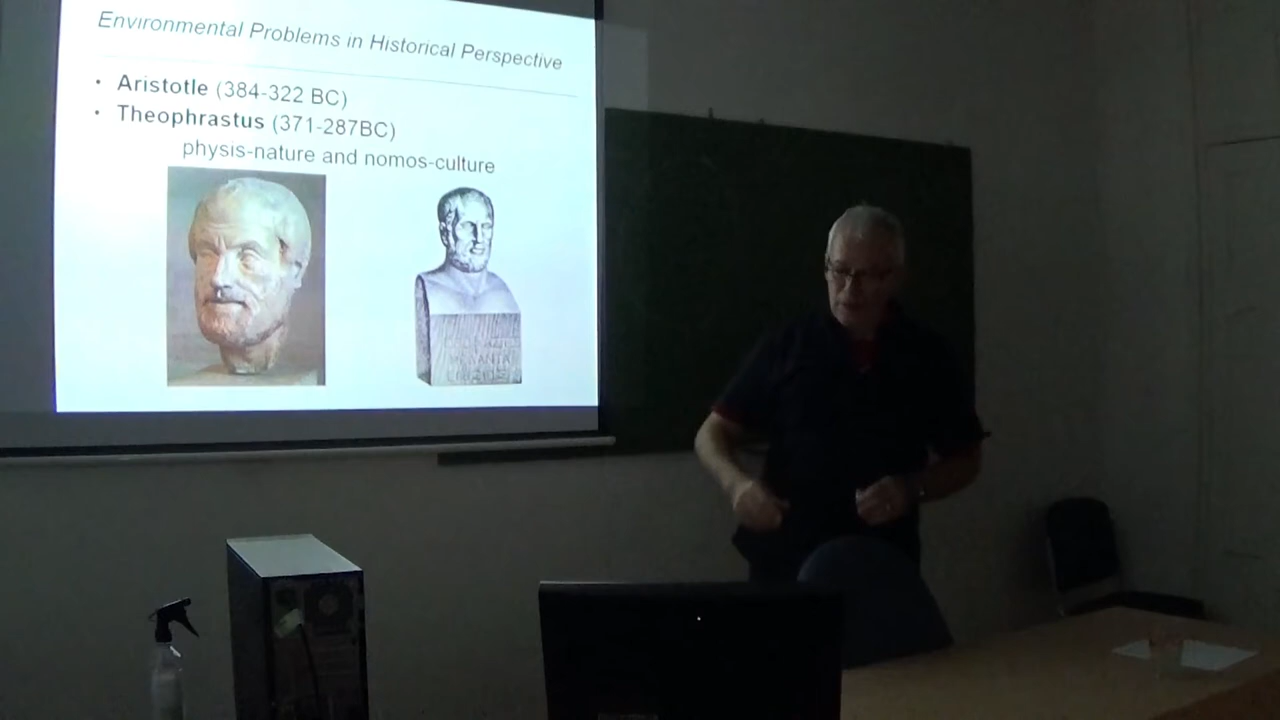 Environmental Problems in Historical Perspective
• Aristotle (384-322 BC)
• Theophrastus (371-287BC)
physis-nature and nomos-culture